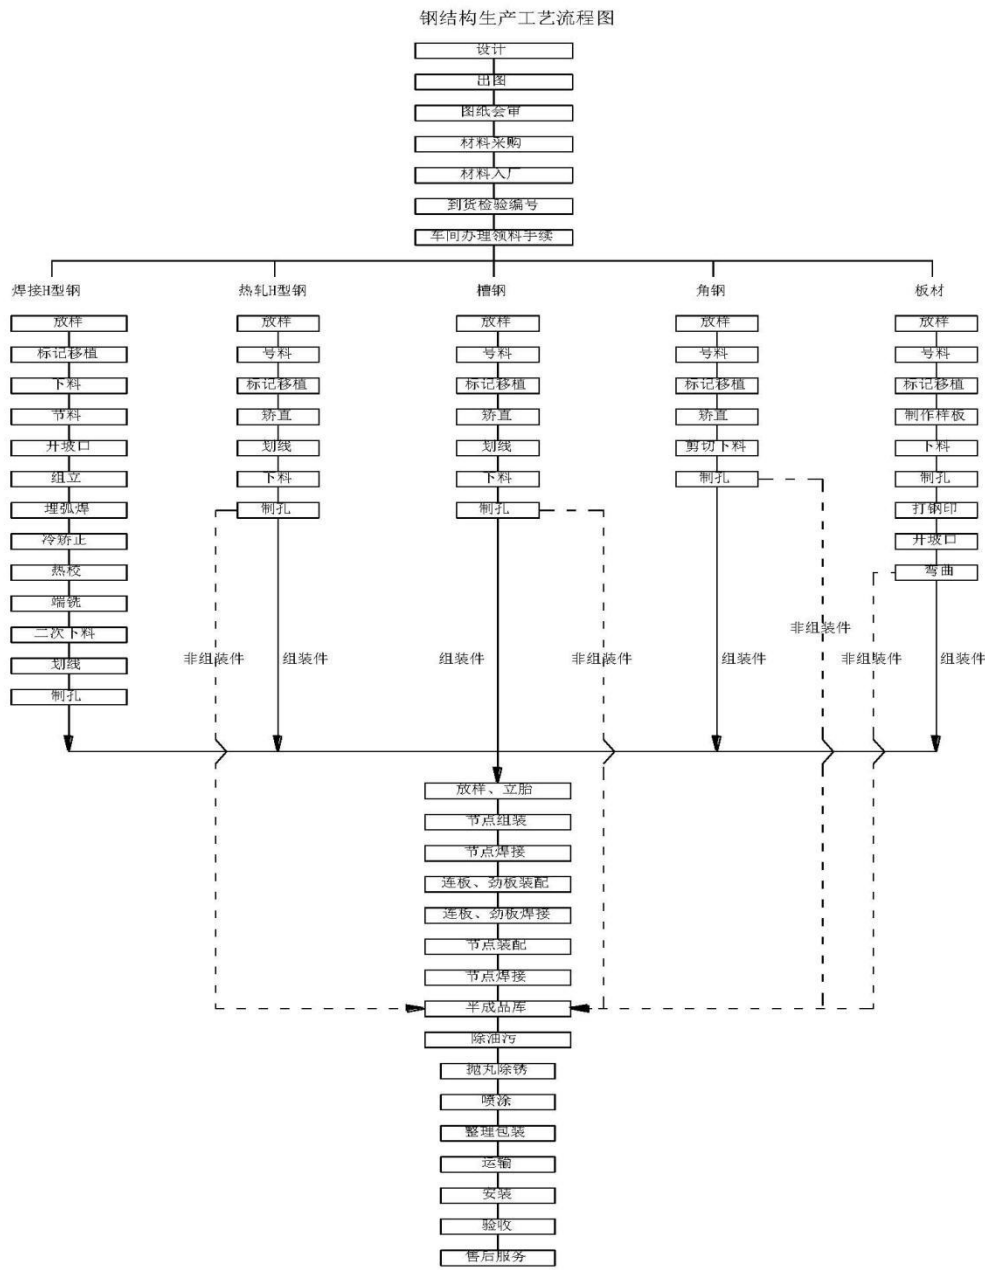 钢结构生产工艺流程图
设计
出图
图纸会审
材料采购
材料入厂
到货检验编号
车间办理领料手续
焊接H型钢
放样
标记移植
下料
节料
开坡口
组立
埋弧焊
冷矫正
热校
端铣
二次下料
划线
制孔
热轧H型钢
放样
号料
标记移植
矫直
划线
下料
制孔
非组装件
组装件
槽钢
放样
号料
标记移植
矫直
划线
下料
制孔
组装件
非组装件
角钢
放样
号料
标记移植
矫直
剪切下料
制孔
组装件
非组装件
板材
放样
号料
标记移植
制作样板
下料
制孔
打钢印
开坡口
弯曲
非组装件
组装件
放样、立胎
节点组装
节点焊接
连板、劲板装配
连板、劲板焊接
节点装配
节点焊接
半成品库
除油污
抛丸除锈
喷涂
整理包装
运输
安装
验收
售后服务